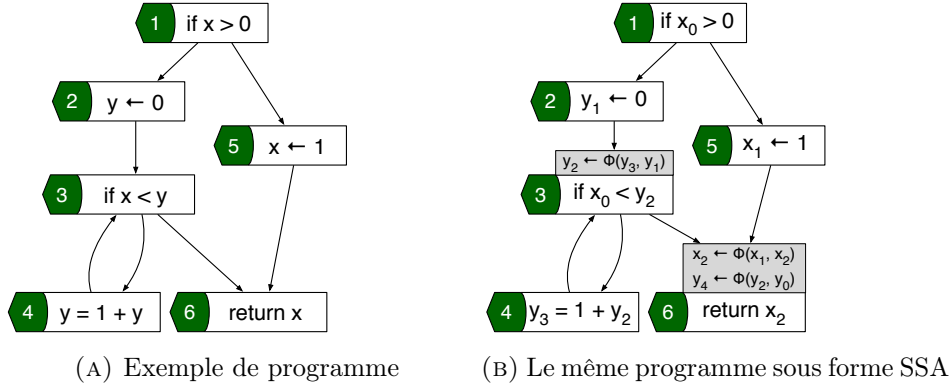 1 if x > 0
2 y ← 0
5 x ← 1
3 if x < y
4 y = 1 + y
6 return x
(A) Exemple de programme
1 if x₀ > 0
2 y₁ ← 0
5 x₁ ← 1
y₂ ← Φ(y₃, y₁)
3 if x₀ < y₂
x₂ ← Φ(x₁, x₂)
y₄ ← Φ(y₂, y₀)
4 y₃ = 1 + y₂
6 return x₂
(B) Le même programme sous forme SSA